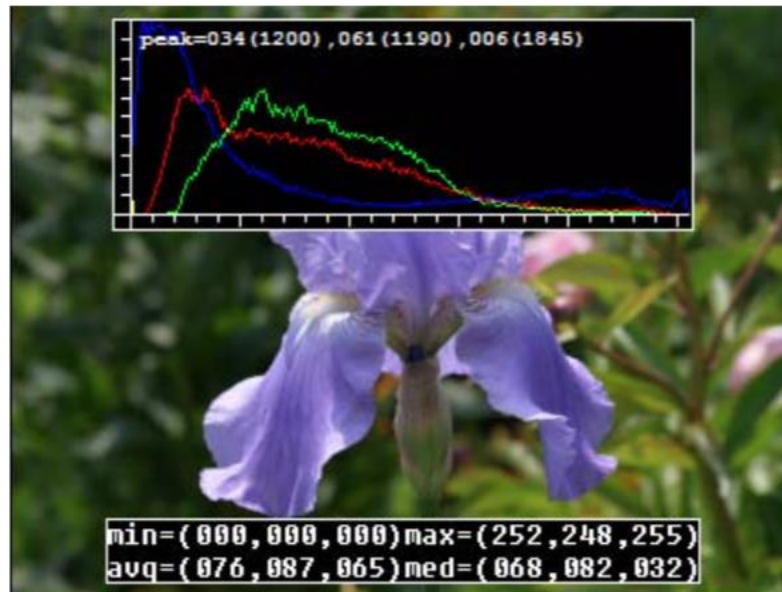 peak=034(1200),061(1190),006(1845)
min=(000,000,000)max=(252,248,255)
avg=(076,087,065)med=(068,082,032)